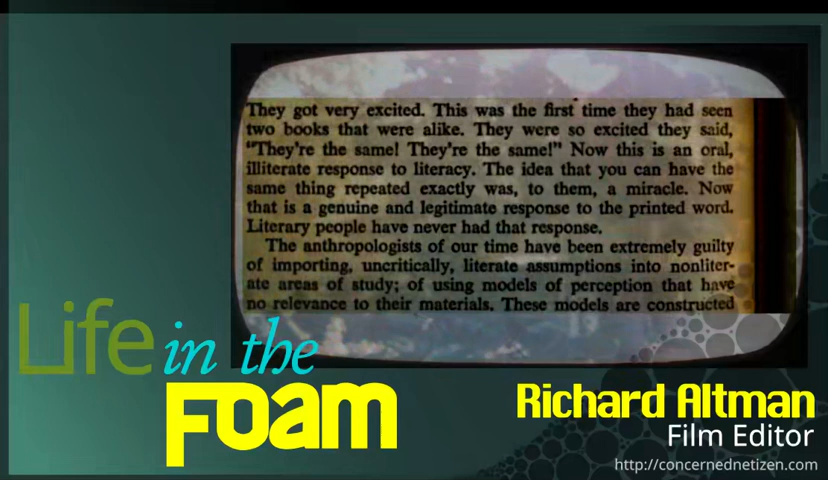 They got very excited. This was the first time they had seen
two books that were alike. They were so excited they said,
"They're the same! They're the same!" Now this is an oral,
illiterate response to literacy. The idea that you can have the
same thing repeated exactly was, to them, a miracle. Now
that is a genuine and legitimate response to the printed word.
Literary people have never had that response.
The anthropologists of our time have been extremely guilty
of importing, uncritically, literate assumptions into nonliter-
ate areas of study; of using models of perception that have
no relevance to their materials. These models are constructed
Life in the
Foam
Richard Altman
Film Editor
http://concernednetizen.com